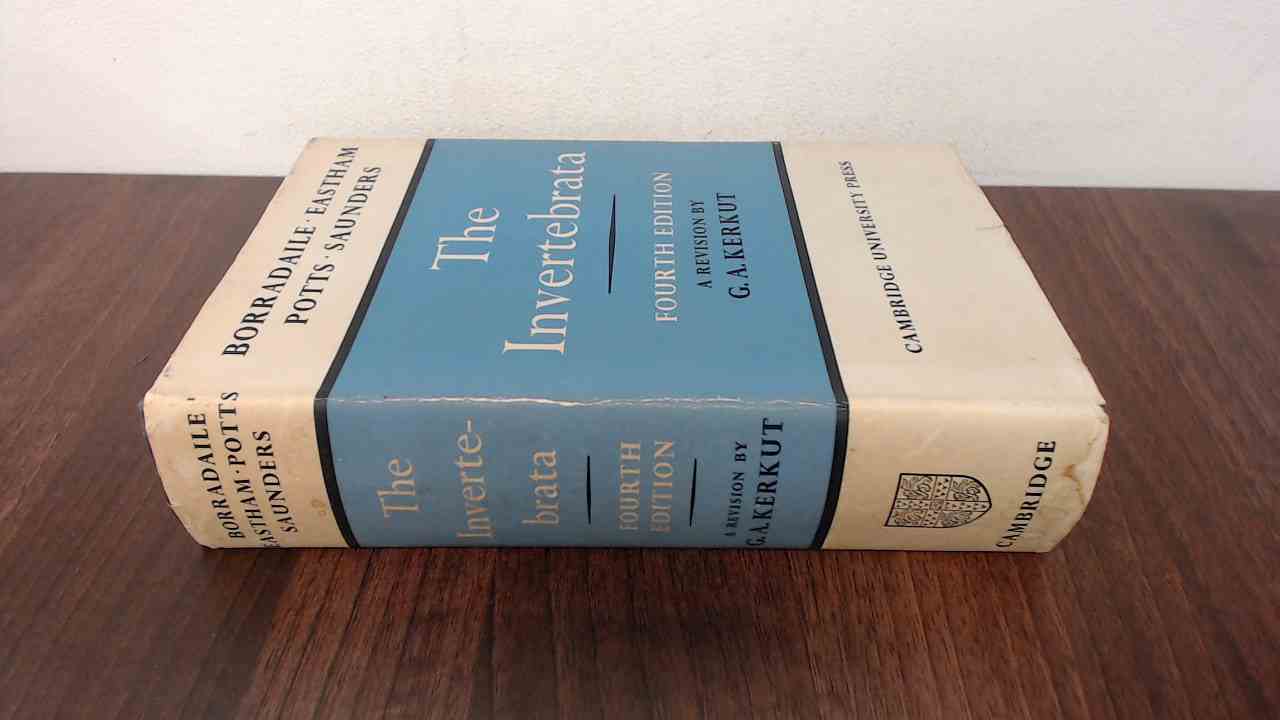 BORRADAILE · EASTHAM
POTTS · SAUNDERS
The
Invertebrata
FOURTH EDITION
A REVISION BY
G. A. KERKUT
CAMBRIDGE UNIVERSITY PRESS
BORRADAILE ·
EASTHAM · POTTS
SAUNDERS
The
Inverte-
brata
FOURTH
EDITION
A REVISION BY
G. A. KERKUT
CAMBRIDGE